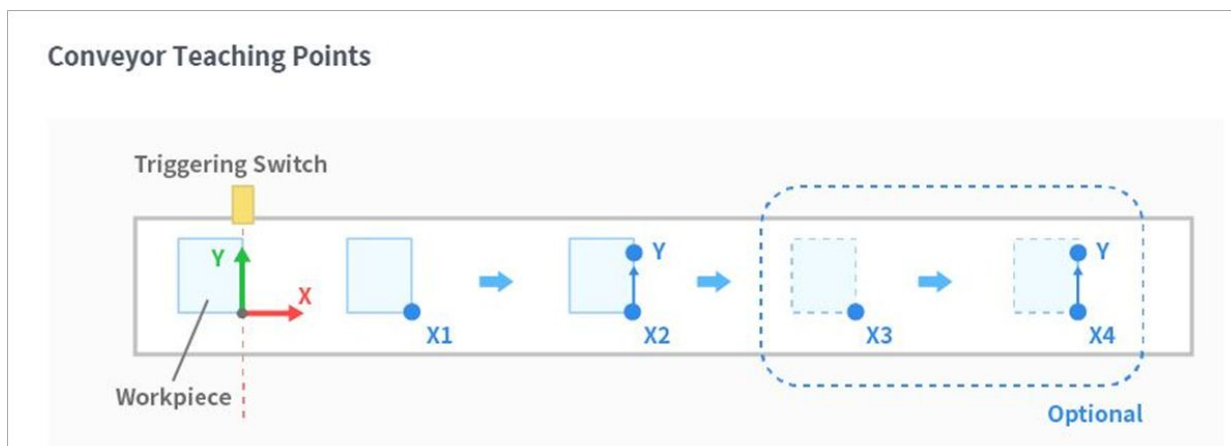 Conveyor Teaching Points
Triggering Switch
Y
X
X1
Y
X2
X3
Y
X4
Workpiece
Optional